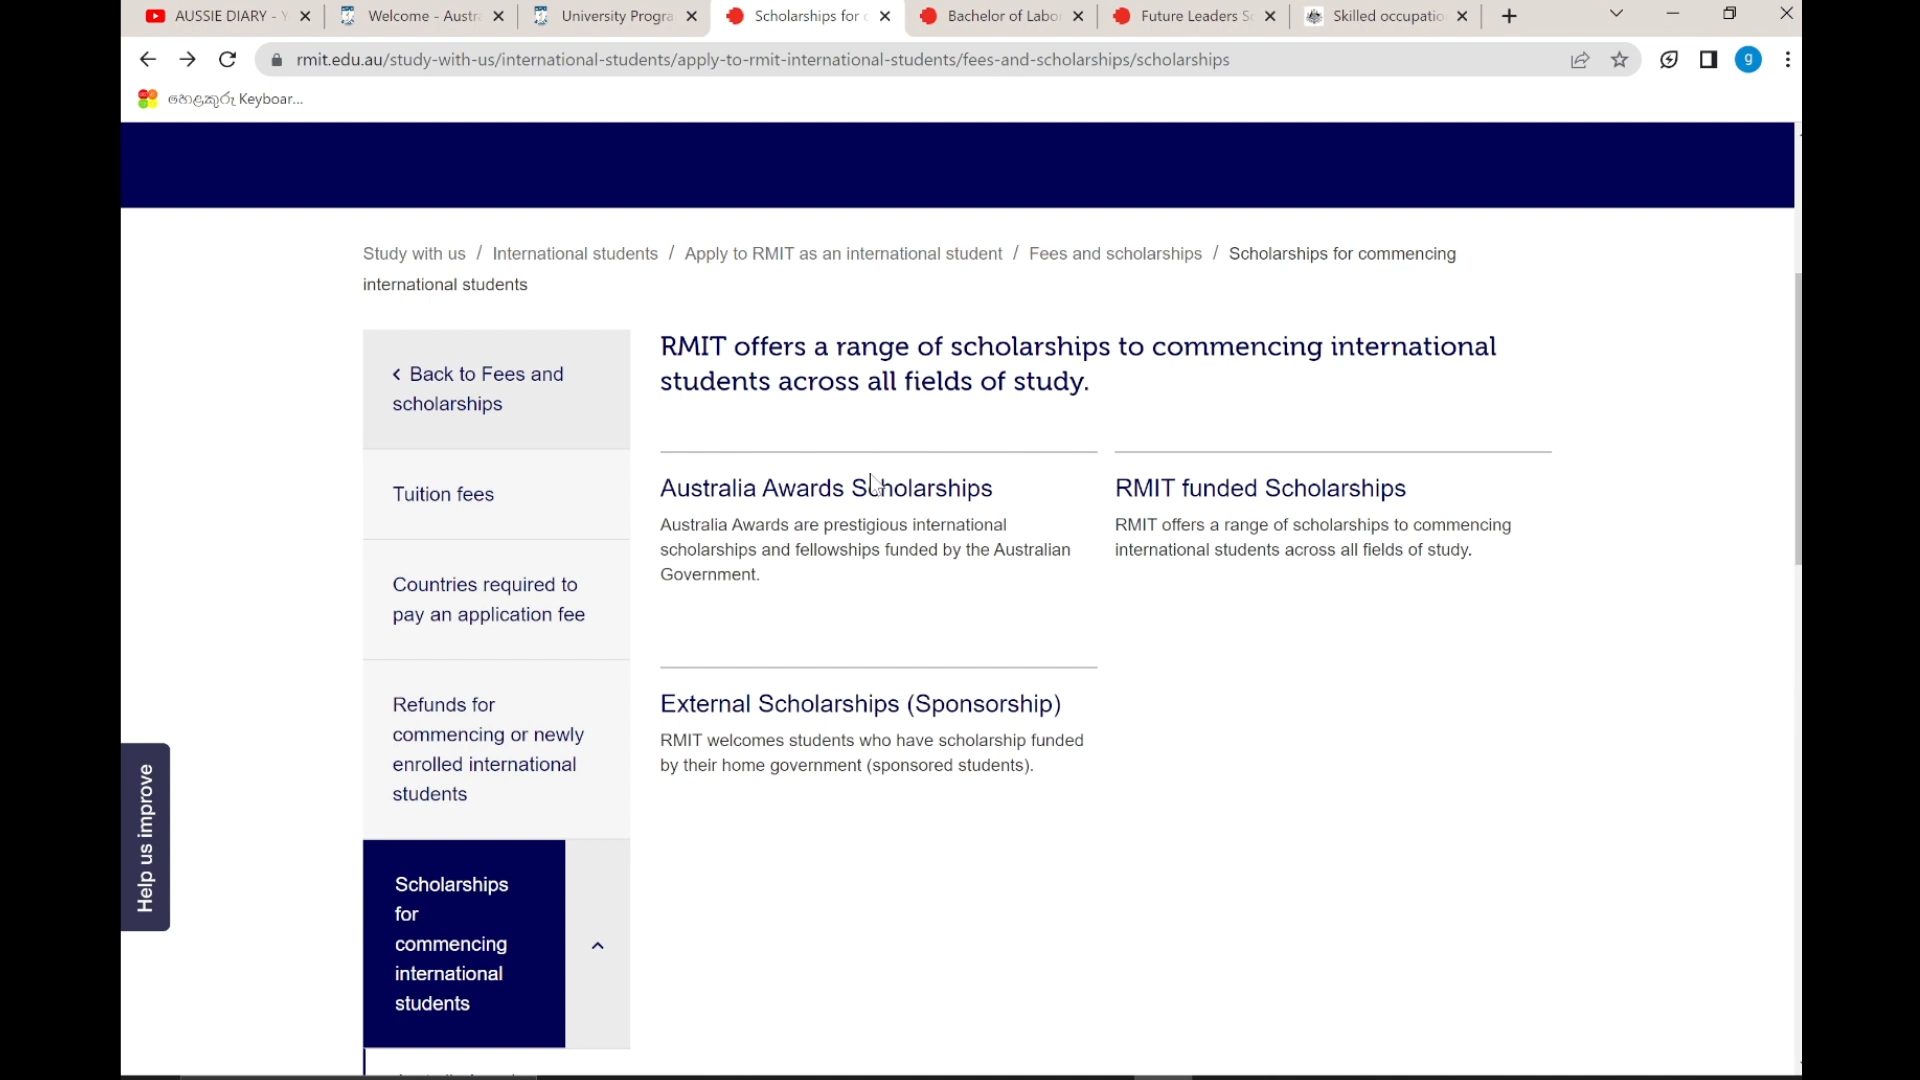 AUSSIE DIARY - Y
Welcome - Austra
University Progra
Scholarships for c
Bachelor of Labor
Future Leaders Sc
Skilled occupatio
rmit.edu.au/study-with-us/international-students/apply-to-rmit-international-students/fees-and-scholarships/scholarships
g
හෙළකුරු Keyboar...
Study with us / International students / Apply to RMIT as an international student / Fees and scholarships / Scholarships for commencing
international students
Back to Fees and
scholarships
Tuition fees
Countries required to
pay an application fee
Refunds for
commencing or newly
enrolled international
students
Scholarships
for
commencing
international
students
RMIT offers a range of scholarships to commencing international
students across all fields of study.
Australia Awards Scholarships
Australia Awards are prestigious international
scholarships and fellowships funded by the Australian
Government.
RMIT funded Scholarships
RMIT offers a range of scholarships to commencing
international students across all fields of study.
External Scholarships (Sponsorship)
RMIT welcomes students who have scholarship funded
by their home government (sponsored students).
Help us improve